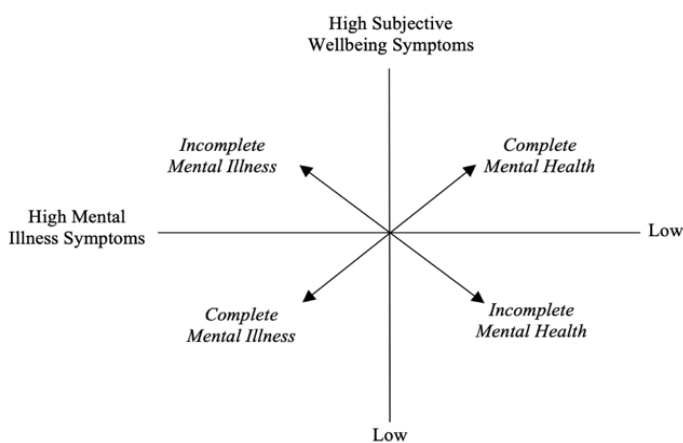 High Subjective
Wellbeing Symptoms
Incomplete
Mental Illness
Complete
Mental Health
High Mental
Illness Symptoms
Low
Complete
Mental Illness
Incomplete
Mental Health
Low